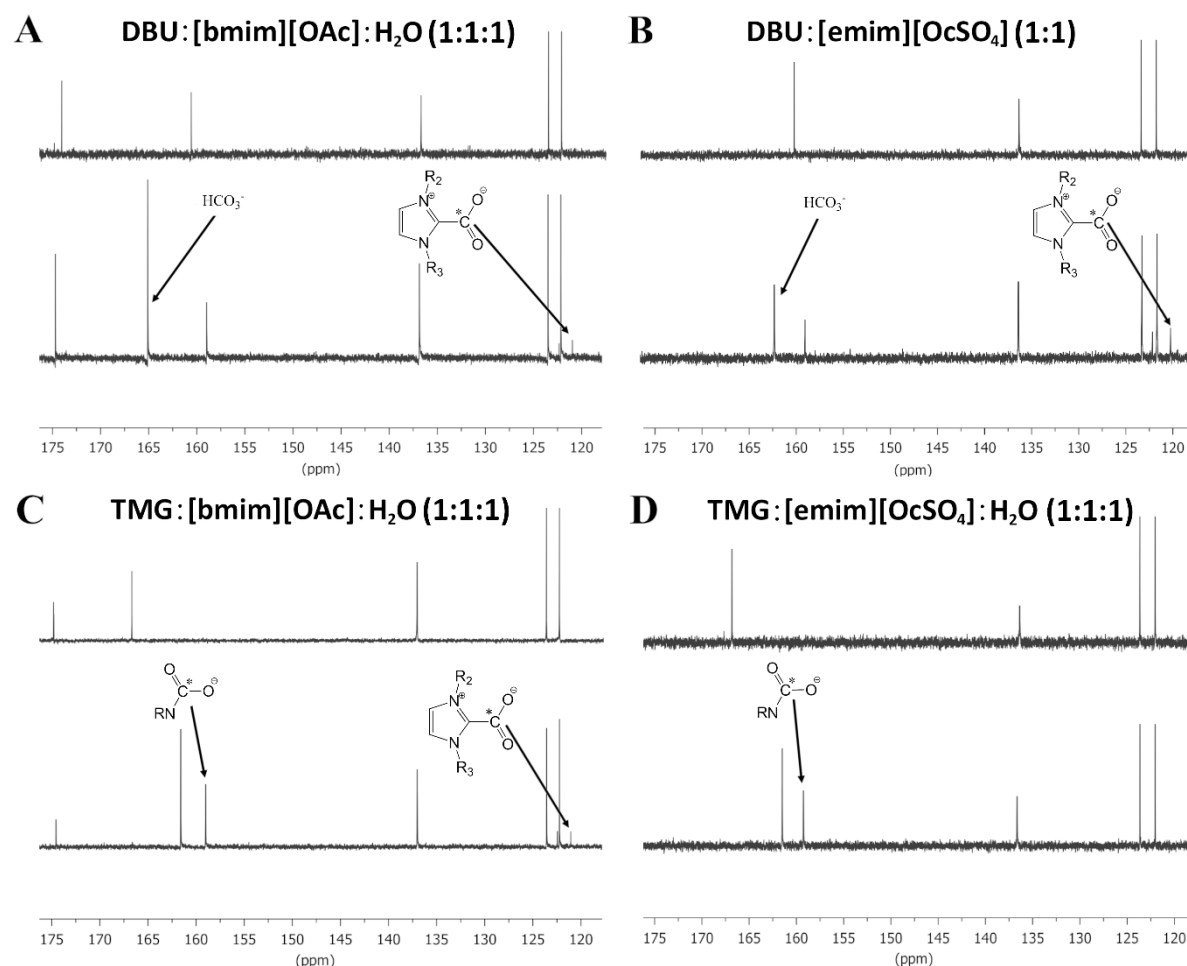 A DBU:[bmim][OAc]:H₂O (1:1:1)
HCO₃⁻
R₂
N⊕
O⊖
*
C
N
O
R₃
175 170 165 160 155 150 145 140 135 130 125 120
(ppm)
B DBU:[emim][OcSO₄] (1:1)
HCO₃⁻
R₂
N⊕
O⊖
*
C
N
O
R₃
175 170 165 160 155 150 145 140 135 130 125 120
(ppm)
C TMG:[bmim][OAc]:H₂O (1:1:1)
O
*
C
O⊖
RN
R₂
N⊕
O⊖
*
C
N
O
R₃
175 170 165 160 155 150 145 140 135 130 125 120
(ppm)
D TMG:[emim][OcSO₄]:H₂O (1:1:1)
O
*
C
O⊖
RN
175 170 165 160 155 150 145 140 135 130 125 120
(ppm)